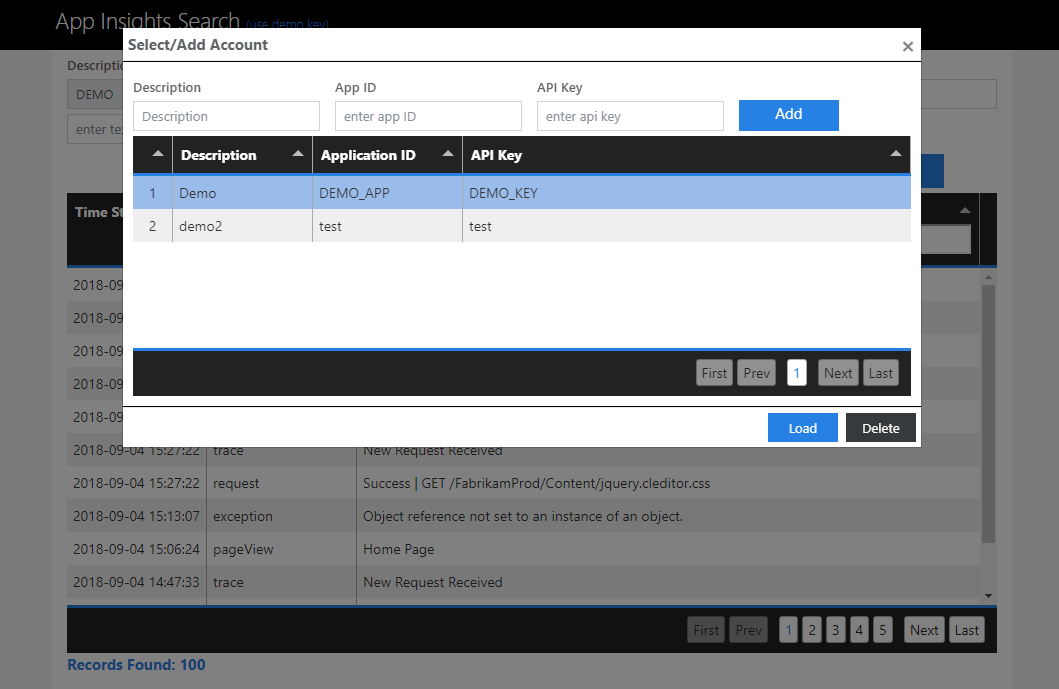 App Insights Search (use demo key)
Select/Add Account ×
Description App ID API Key
Description enter app ID enter api key Add
Description Application ID API Key
1 Demo DEMO_APP DEMO_KEY
2 demo2 test test
First Prev 1 Next Last
Load Delete
DEMO
enter
Time
2018-09
2018-09
2018-09
2018-09
2018-09
2018-09-04 15:27:22 trace New Request Received
2018-09-04 15:27:22 request Success | GET /FabrikamProd/Content/jquery.cleditor.css
2018-09-04 15:13:07 exception Object reference not set to an instance of an object.
2018-09-04 15:06:24 pageView Home Page
2018-09-04 14:47:33 trace New Request Received
First Prev 1 2 3 4 5 Next Last
Records Found: 100